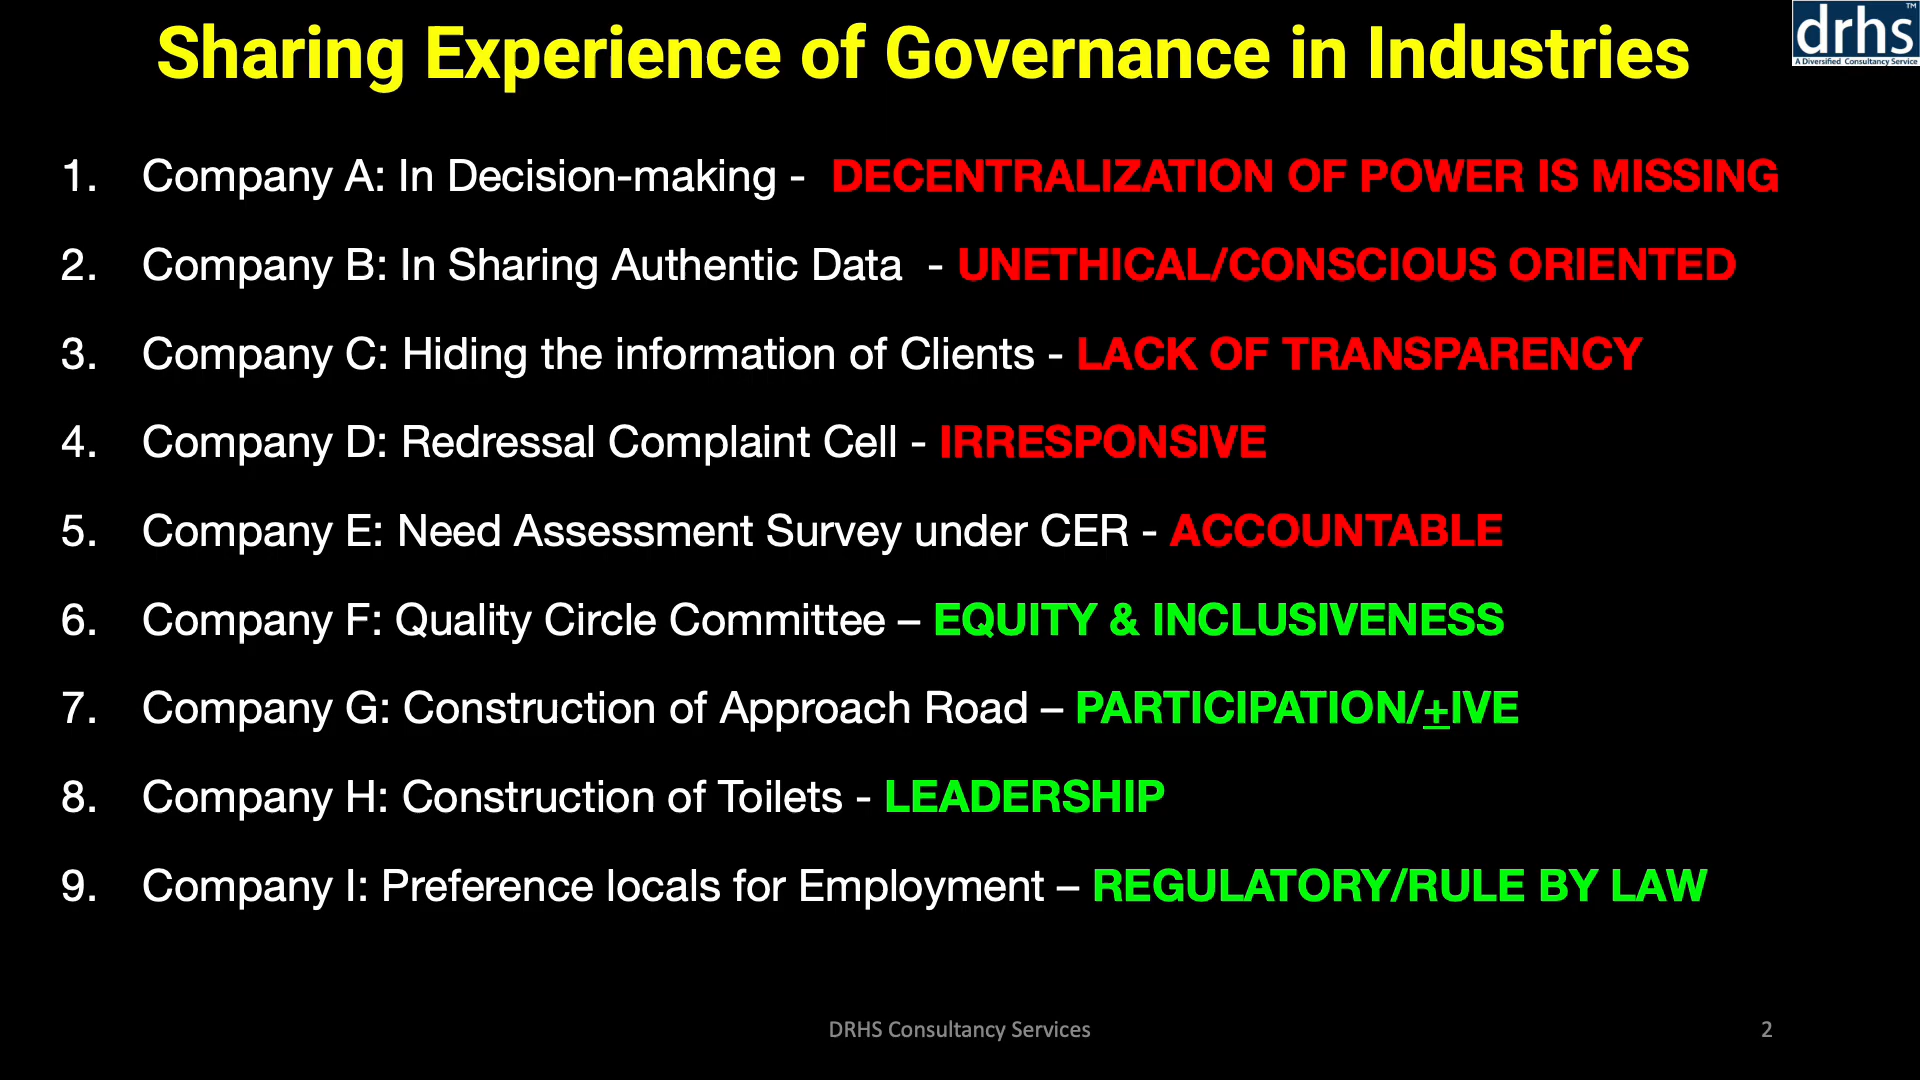 Sharing Experience of Governance in Industries
drhs™
A Diversified Consultancy Service
1. Company A: In Decision-making - DECENTRALIZATION OF POWER IS MISSING
2. Company B: In Sharing Authentic Data - UNETHICAL/CONSCIOUS ORIENTED
3. Company C: Hiding the information of Clients - LACK OF TRANSPARENCY
4. Company D: Redressal Complaint Cell - IRRESPONSIVE
5. Company E: Need Assessment Survey under CER - ACCOUNTABLE
6. Company F: Quality Circle Committee – EQUITY & INCLUSIVENESS
7. Company G: Construction of Approach Road – PARTICIPATION/+IVE
8. Company H: Construction of Toilets - LEADERSHIP
9. Company I: Preference locals for Employment – REGULATORY/RULE BY LAW
DRHS Consultancy Services
2